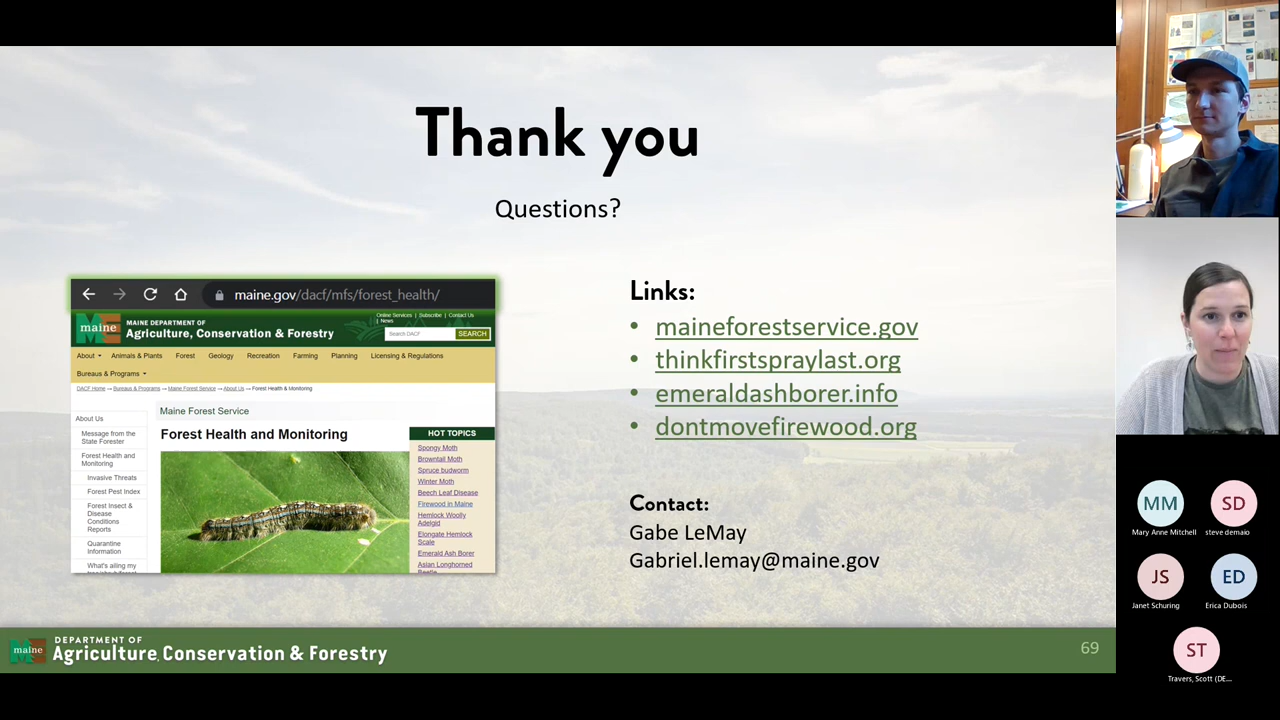 Thank you
Questions?
maine.gov/dacf/mfs/forest_health/
maine
MAINE DEPARTMENT OF
Agriculture, Conservation & Forestry
Online Services | Subscribe | Contact Us
| News
Search DACF
SEARCH
About
Animals & Plants
Forest
Geology
Recreation
Farming
Planning
Licensing & Regulations
Bureaus & Programs
DACF Home → Bureaus & Programs → Maine Forest Service → About Us → Forest Health & Monitoring
About Us
Message from the
State Forester
Forest Health and
Monitoring
Invasive Threats
Forest Pest Index
Forest Insect &
Disease
Conditions
Reports
Quarantine
Information
What's ailing my
Maine Forest Service
Forest Health and Monitoring
HOT TOPICS
Spongy Moth
Browntail Moth
Spruce budworm
Winter Moth
Beech Leaf Disease
Firewood in Maine
Hemlock Woolly
Adelgid
Elongate Hemlock
Scale
Emerald Ash Borer
Asian Longhorned
Beetle
Links:
• maineforestservice.gov
• thinkfirstspraylast.org
• emeraldashborer.info
• dontmovefirewood.org
Contact:
Gabe LeMay
Gabriel.lemay@maine.gov
maine
DEPARTMENT OF
Agriculture, Conservation & Forestry
69
MM
Mary Anne Mitchell
SD
steve demaio
JS
Janet Schuring
ED
Erica Dubois
ST
Travers, Scott (DE...